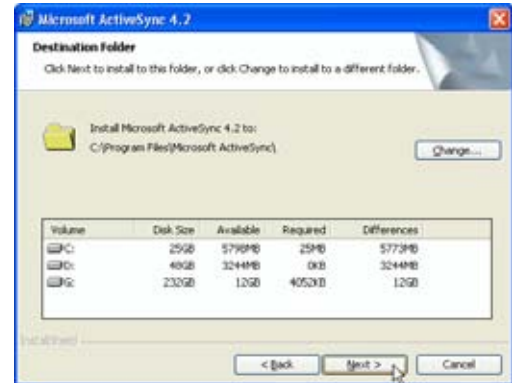 Microsoft ActiveSync 4.2
Destination Folder
Click Next to install to this folder, or click Change to install to a different folder.
Install Microsoft ActiveSync 4.2 to:
C:\Program Files\Microsoft ActiveSync\
Change...
Volume Disk Size Available Required Differences
C: 25GB 5798MB 25MB 5773MB
D: 48GB 3244MB 0KB 3244MB
G: 232GB 12GB 4052KB 12GB
InstallShield
< Back Next > Cancel